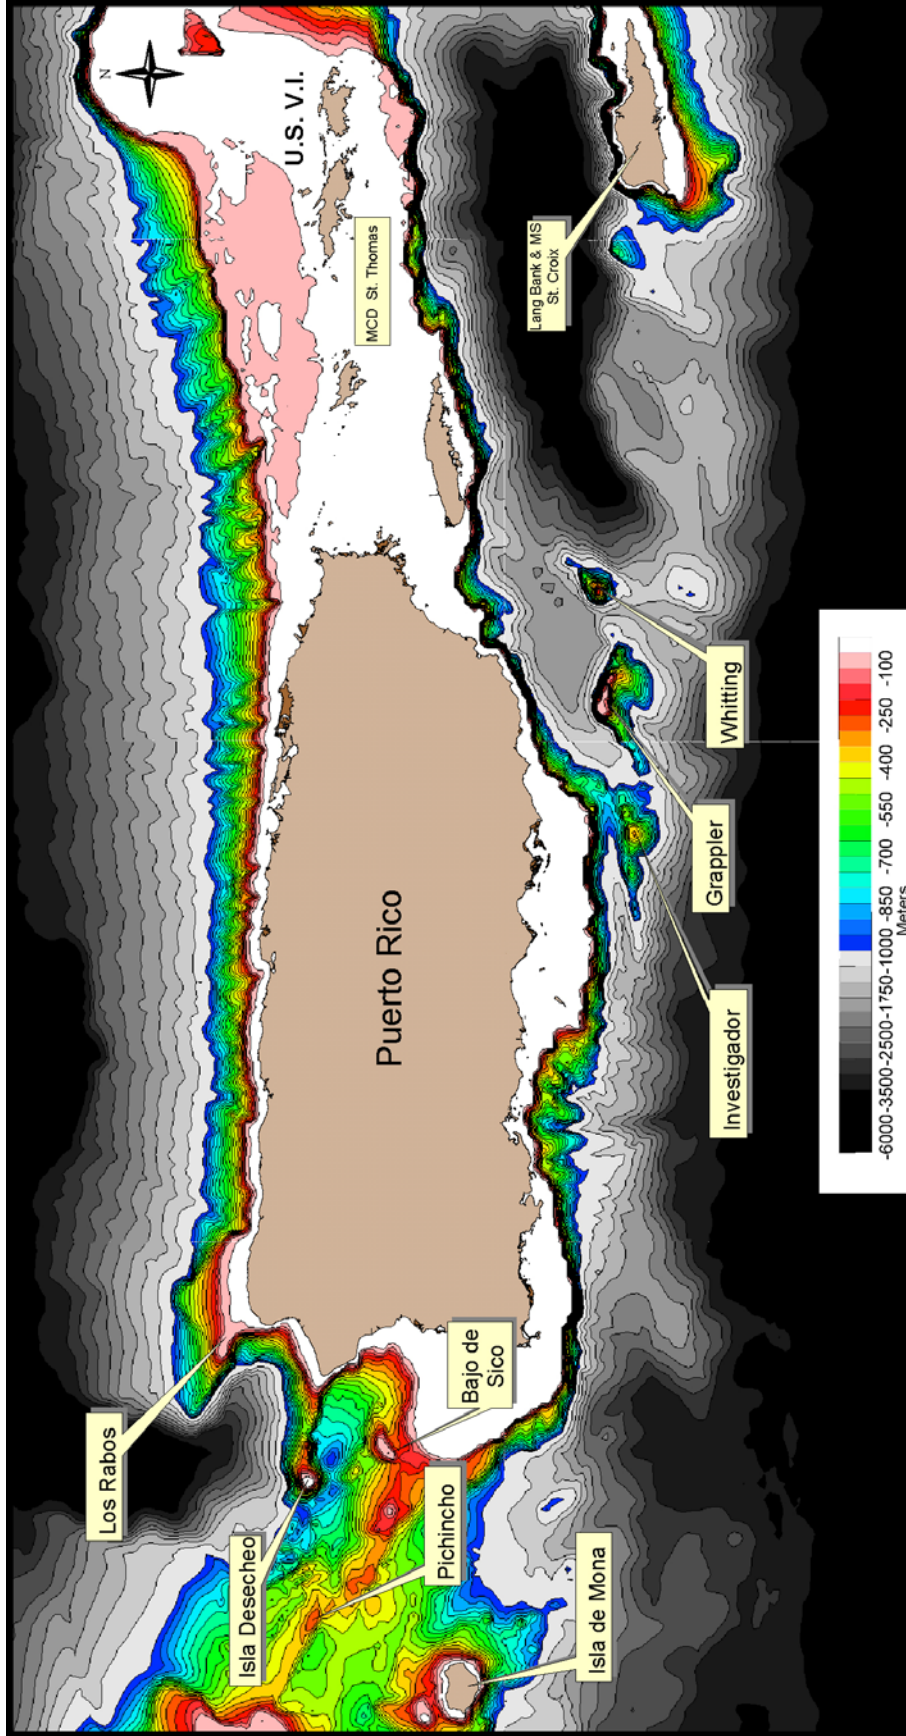 N
U.S. V.I.
MCD St. Thomas
Lang Bank & MS
St. Croix
Puerto Rico
Los Rabos
Isla Desecheo
Pichincho
Bajo de
Sico
Isla de Mona
Investigador
Grappler
Whitting
-6000-3500-2500-1750-1000 -850 -700 -550 -400 -250 -100
Meters